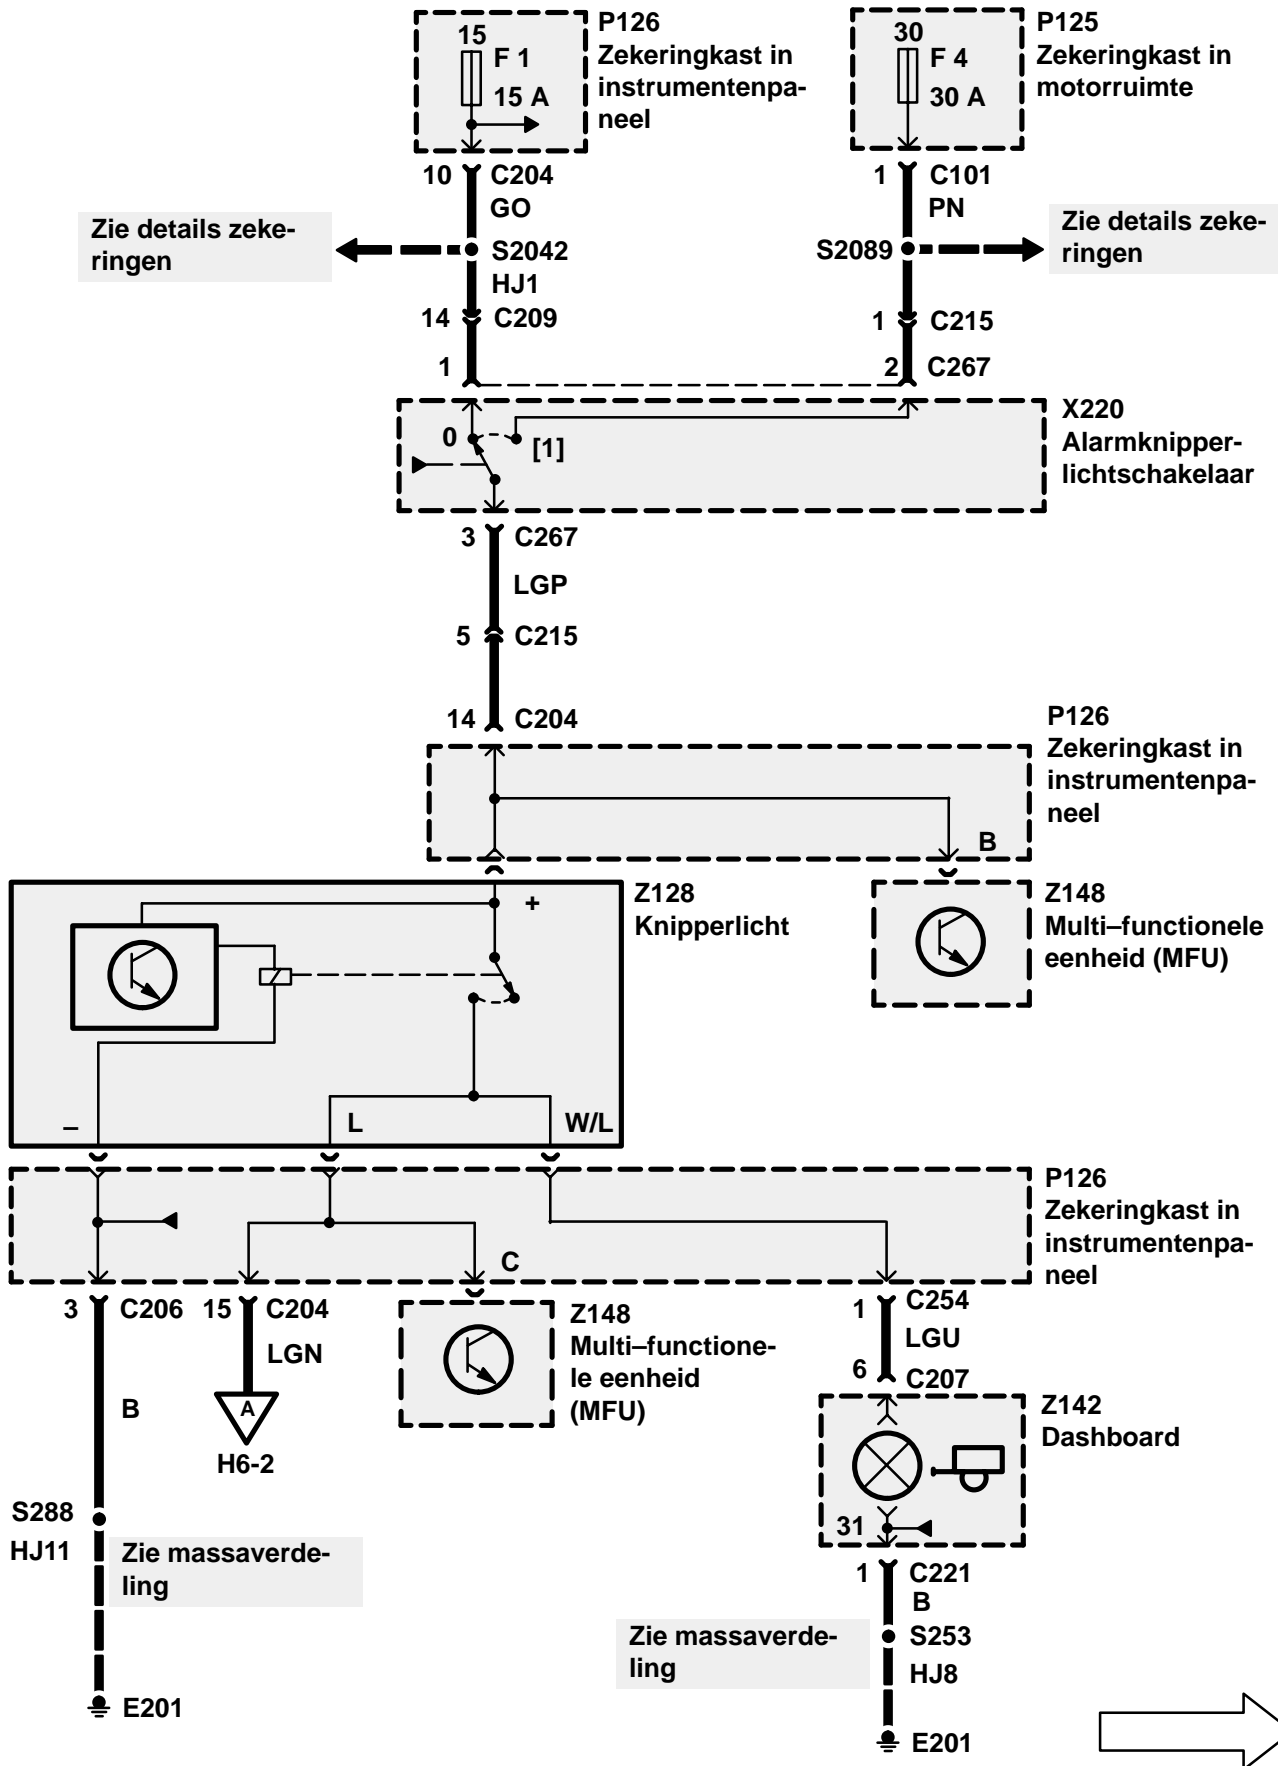 15
F 1
15 A
P126
Zekeringkast in
instrumentenpa-
neel
30
F 4
30 A
P125
Zekeringkast in
motorruimte
10 C204
GO
1 C101
PN
Zie details zeke-
ringen
S2042
HJ1
S2089
Zie details zeke-
ringen
14 C209
1 C215
1
2 C267
0 [1]
X220
Alarmknipper-
lichtschakelaar
3 C267
LGP
5 C215
14 C204
P126
Zekeringkast in
instrumentenpa-
neel
B
+
Z128
Knipperlicht
Z148
Multi–functionele
eenheid (MFU)
– L W/L
P126
Zekeringkast in
instrumentenpa-
neel
C
3 C206
15 C204
LGN
Z148
Multi–functione-
le eenheid
(MFU)
1 C254
LGU
6 C207
B
A
H6-2
Z142
Dashboard
31
S288
HJ11
Zie massaverde-
ling
1 C221
B
Zie massaverde-
ling
S253
HJ8
E201
E201